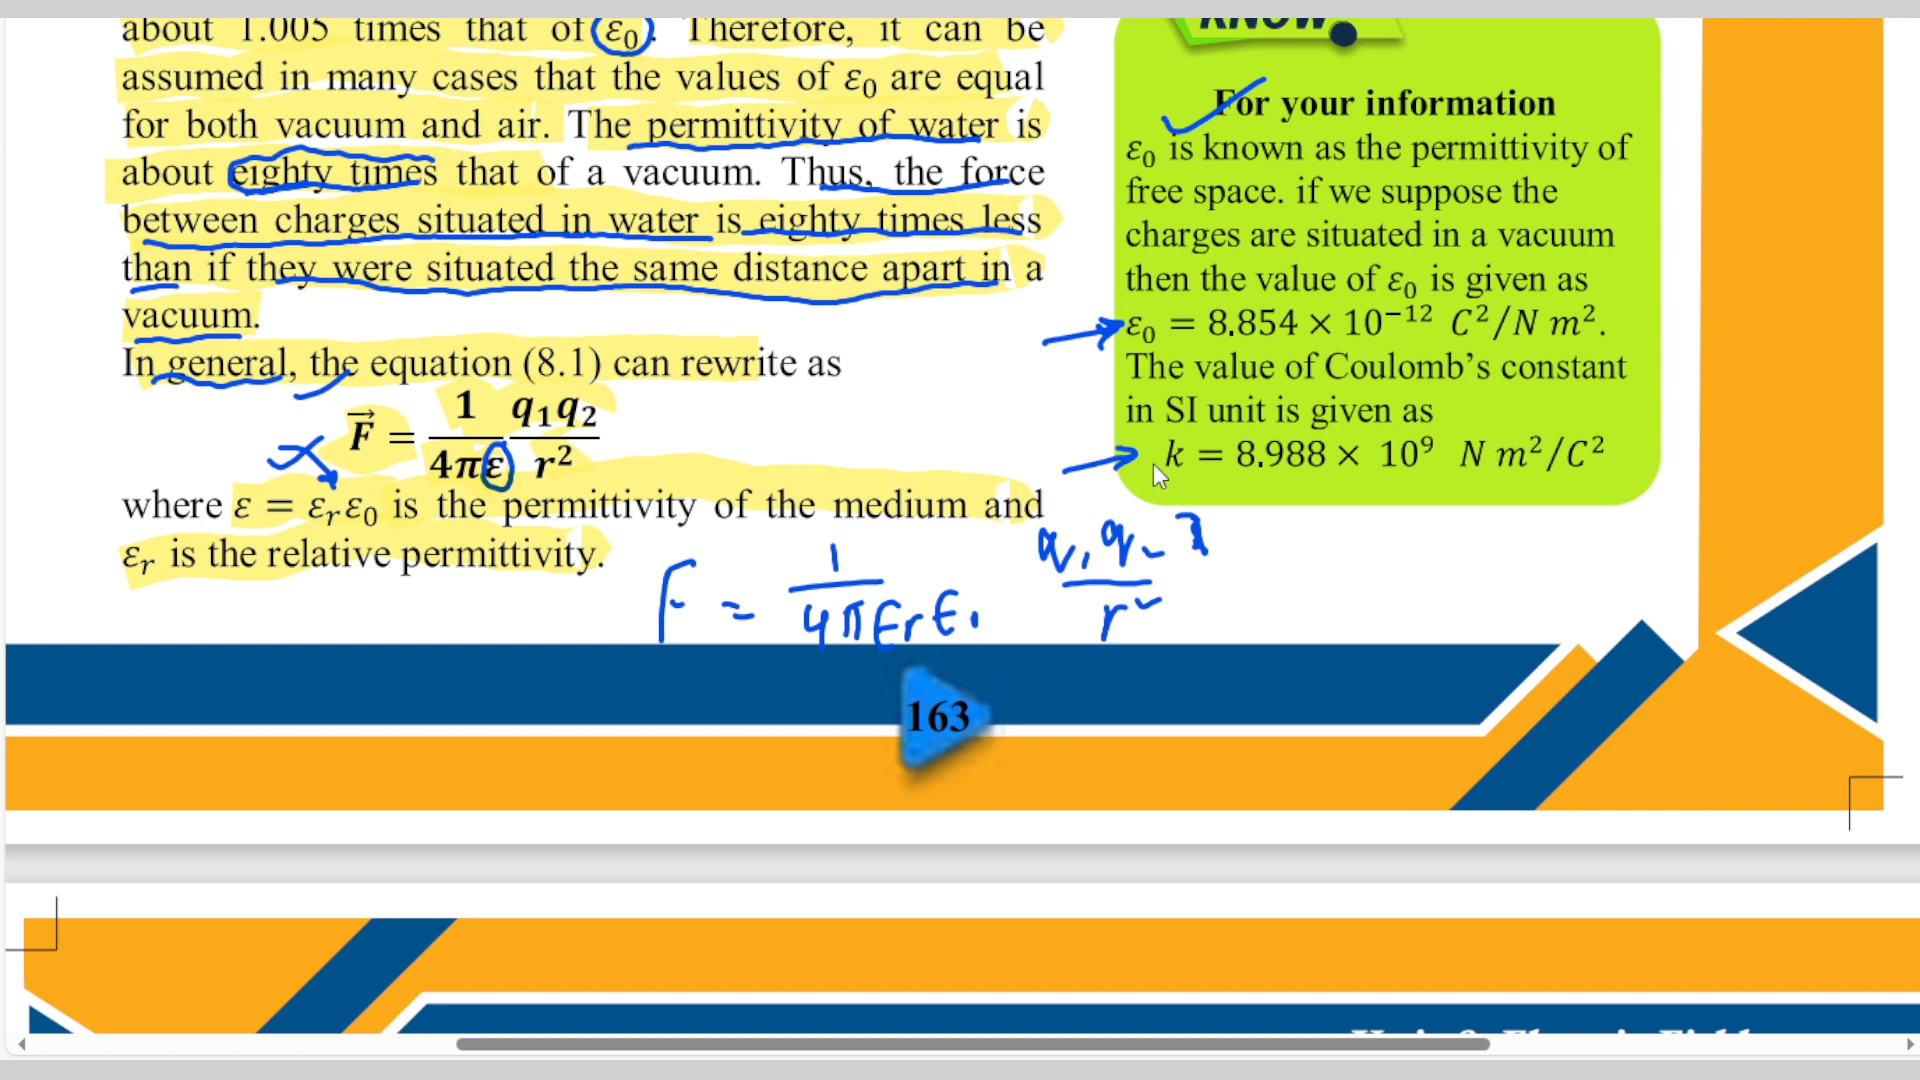 about 1.005 times that of ε₀. Therefore, it can be
assumed in many cases that the values of ε₀ are equal
for both vacuum and air. The permittivity of water is
about eighty times that of a vacuum. Thus, the force
between charges situated in water is eighty times less
than if they were situated the same distance apart in a
vacuum.
In general, the equation (8.1) can rewrite as
F⃗ = 1/4πε q₁q₂/r²
where ε = εᵣε₀ is the permittivity of the medium and
εᵣ is the relative permittivity.
F = 1/4πεᵣε₀ q₁q₂/r²
KNOW
For your information
ε₀ is known as the permittivity of
free space. if we suppose the
charges are situated in a vacuum
then the value of ε₀ is given as
ε₀ = 8.854 × 10⁻¹² C²/N m².
The value of Coulomb’s constant
in SI unit is given as
k = 8.988 × 10⁹ N m²/C²
163